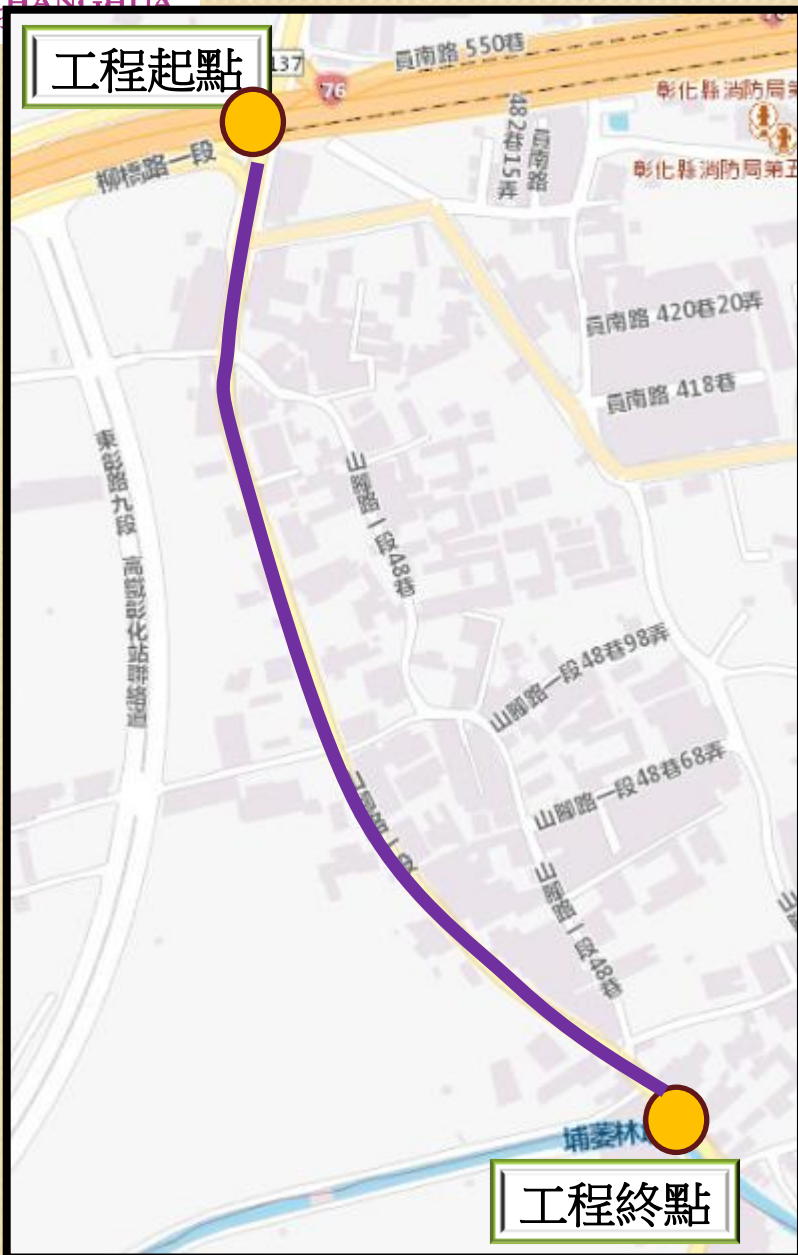 HANGHUA
工程起點
137
76
員南路 550巷
彰化縣消防局第
彰化縣消防局第五
柳橋路一段
員南路
482巷15弄
員南路 420巷20弄
員南路 418巷
東彰路九段 高鐵彰化站聯絡道
山腳路一段48巷
山腳路一段48巷98弄
山腳路一段48巷68弄
山腳路一段48巷
山
埔菱林
工程終點